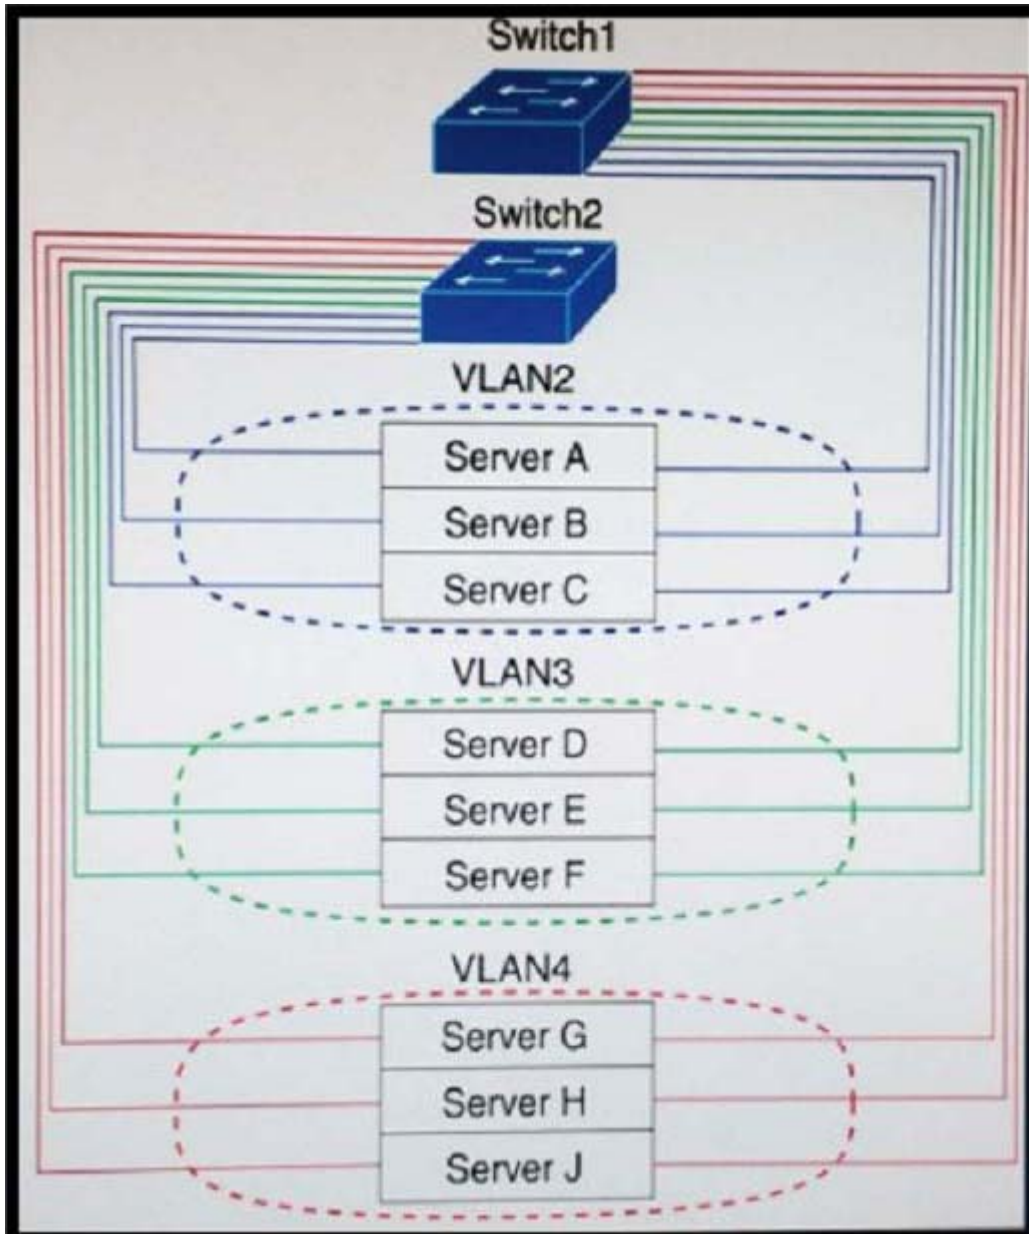 Switch1
Switch2
VLAN2
Server A
Server B
Server C
VLAN3
Server D
Server E
Server F
VLAN4
Server G
Server H
Server J